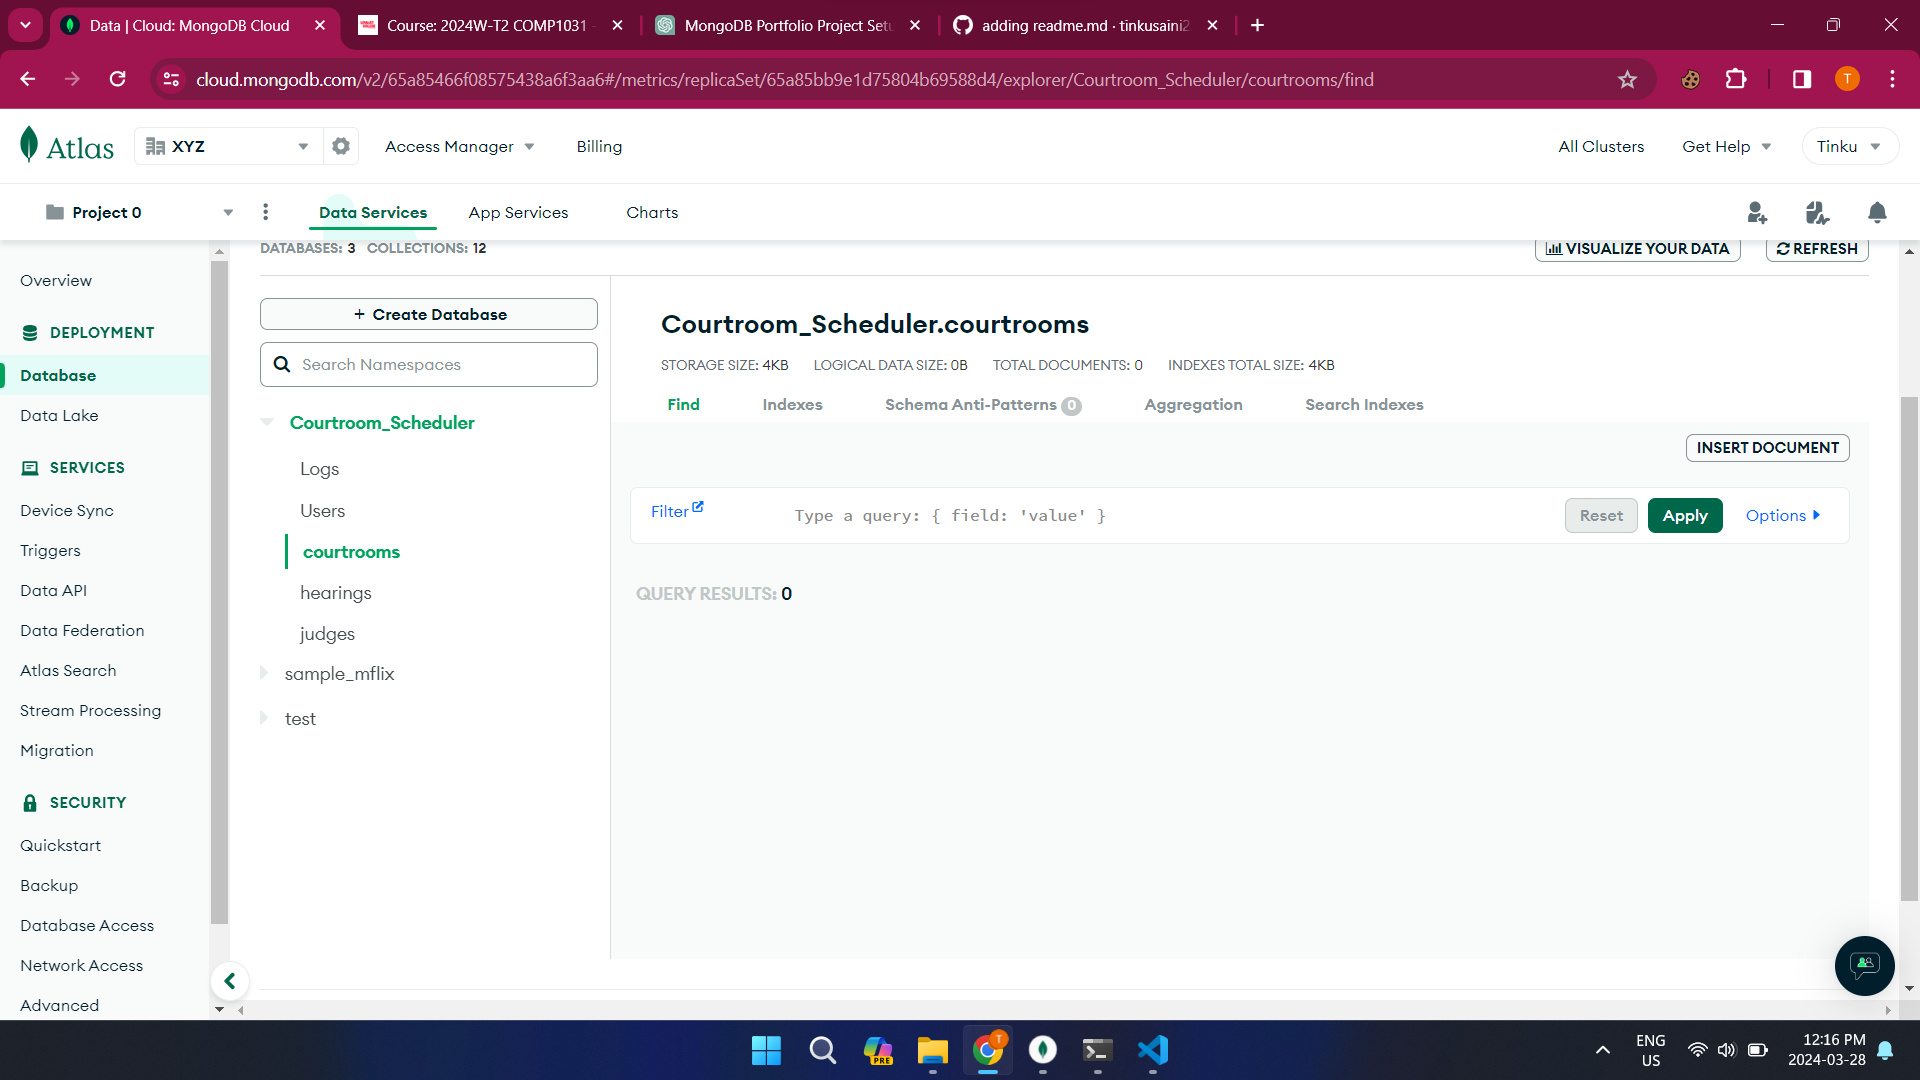 Data | Cloud: MongoDB Cloud
Course: 2024W-T2 COMP1031 -
MongoDB Portfolio Project Setu
adding readme.md · tinkusaini2
cloud.mongodb.com/v2/65a85466f08575438a6f3aa6#/metrics/replicaSet/65a85bb9e1d75804b69588d4/explorer/Courtroom_Scheduler/courtrooms/find
T
Atlas
XYZ
Access Manager
Billing
All Clusters
Get Help
Tinku
Project 0
Data Services
App Services
Charts
DATABASES: 3 COLLECTIONS: 12
VISUALIZE YOUR DATA
REFRESH
Overview
DEPLOYMENT
Database
Data Lake
SERVICES
Device Sync
Triggers
Data API
Data Federation
Atlas Search
Stream Processing
Migration
SECURITY
Quickstart
Backup
Database Access
Network Access
Advanced
+ Create Database
Search Namespaces
Courtroom_Scheduler
Logs
Users
courtrooms
hearings
judges
sample_mflix
test
Courtroom_Scheduler.courtrooms
STORAGE SIZE: 4KB LOGICAL DATA SIZE: 0B TOTAL DOCUMENTS: 0 INDEXES TOTAL SIZE: 4KB
Find
Indexes
Schema Anti-Patterns 0
Aggregation
Search Indexes
INSERT DOCUMENT
Filter
Type a query: { field: 'value' }
Reset
Apply
Options
QUERY RESULTS: 0
PRE
T
ENG
US
12:16 PM
2024-03-28